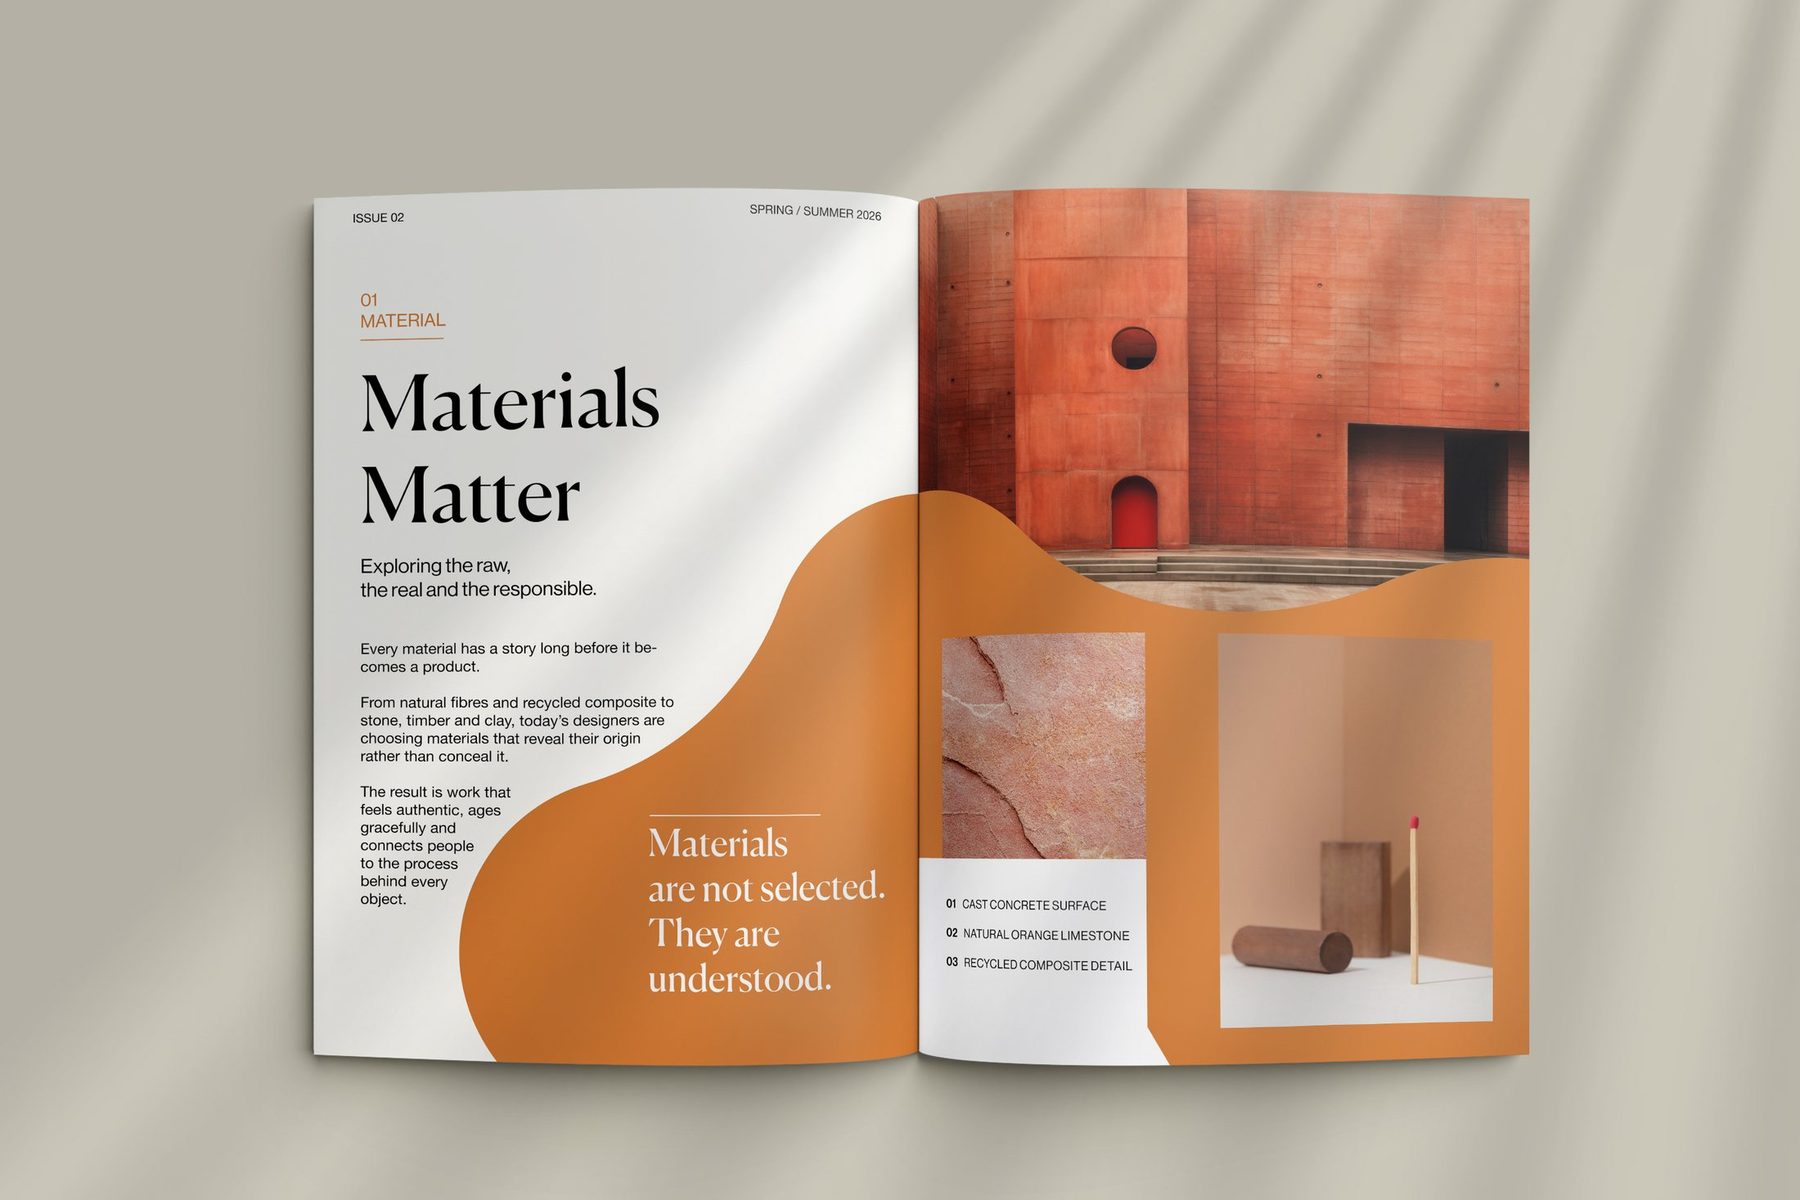 ISSUE 02
SPRING / SUMMER 2026
01
MATERIAL
Materials
Matter
Exploring the raw,
the real and the responsible.
Every material has a story long before it be-
comes a product.
From natural fibres and recycled composite to
stone, timber and clay, today’s designers are
choosing materials that reveal their origin
rather than conceal it.
The result is work that
feels authentic, ages
gracefully and
connects people
to the process
behind every
object.
Materials
are not selected.
They are
understood.
01 CAST CONCRETE SURFACE
02 NATURAL ORANGE LIMESTONE
03 RECYCLED COMPOSITE DETAIL